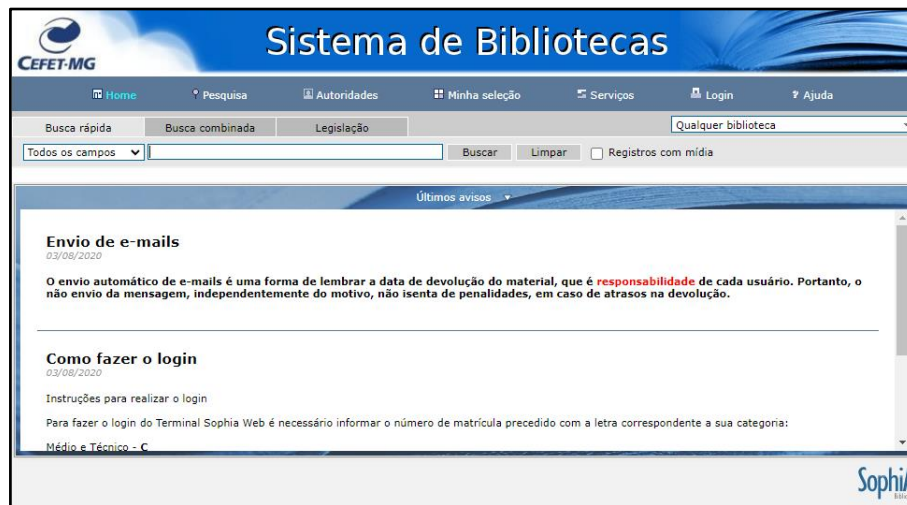 CEFET-MG
Sistema de Bibliotecas
Home Pesquisa Autoridades Minha seleção Serviços Login Ajuda
Busca rápida Busca combinada Legislação Qualquer biblioteca
Todos os campos Buscar Limpar Registros com mídia
Últimos avisos
Envio de e-mails
03/08/2020
O envio automático de e-mails é uma forma de lembrar a data de devolução do material, que é responsabilidade de cada usuário. Portanto, o
não envio da mensagem, independentemente do motivo, não isenta de penalidades, em caso de atrasos na devolução.
Como fazer o login
03/08/2020
Instruções para realizar o login
Para fazer o login do Terminal Sophia Web é necessário informar o número de matrícula precedido com a letra correspondente a sua categoria:
Médio e Técnico - C